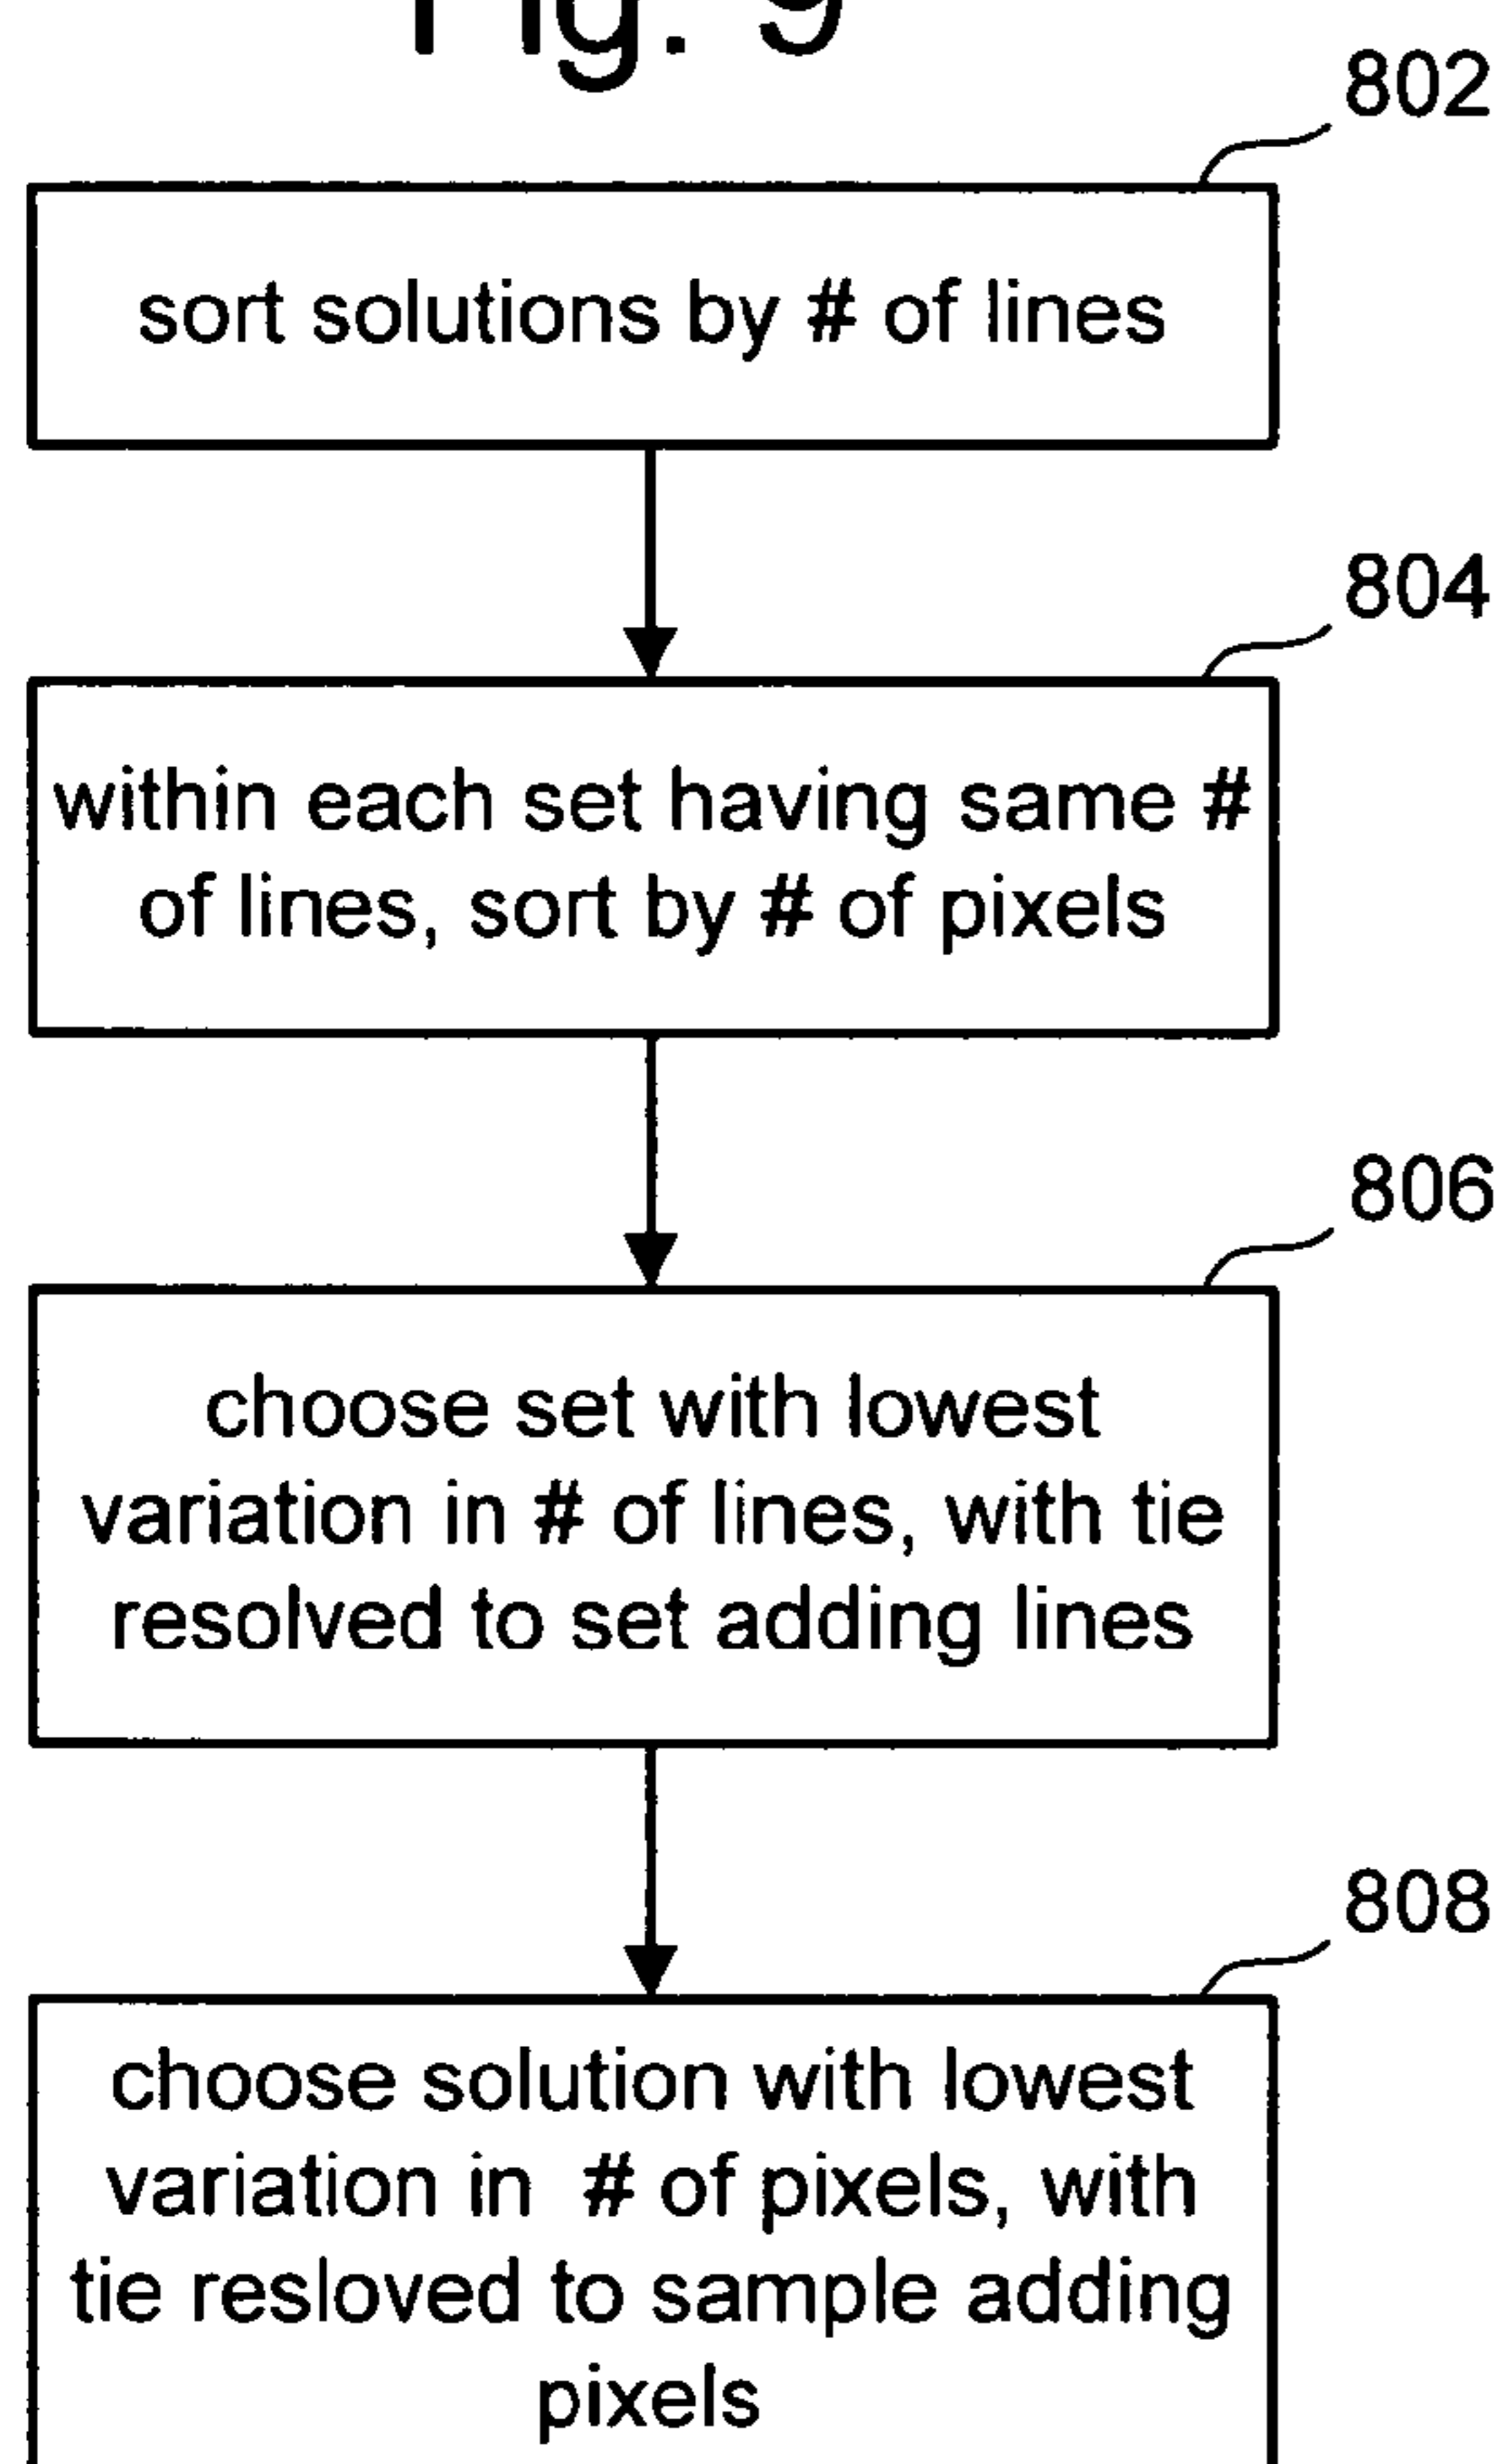 Fig. 9
802
sort solutions by # of lines
804
within each set having same #
of lines, sort by # of pixels
806
choose set with lowest
variation in # of lines, with tie
resolved to set adding lines
808
choose solution with lowest
variation in # of pixels, with
tie resloved to sample adding
pixels